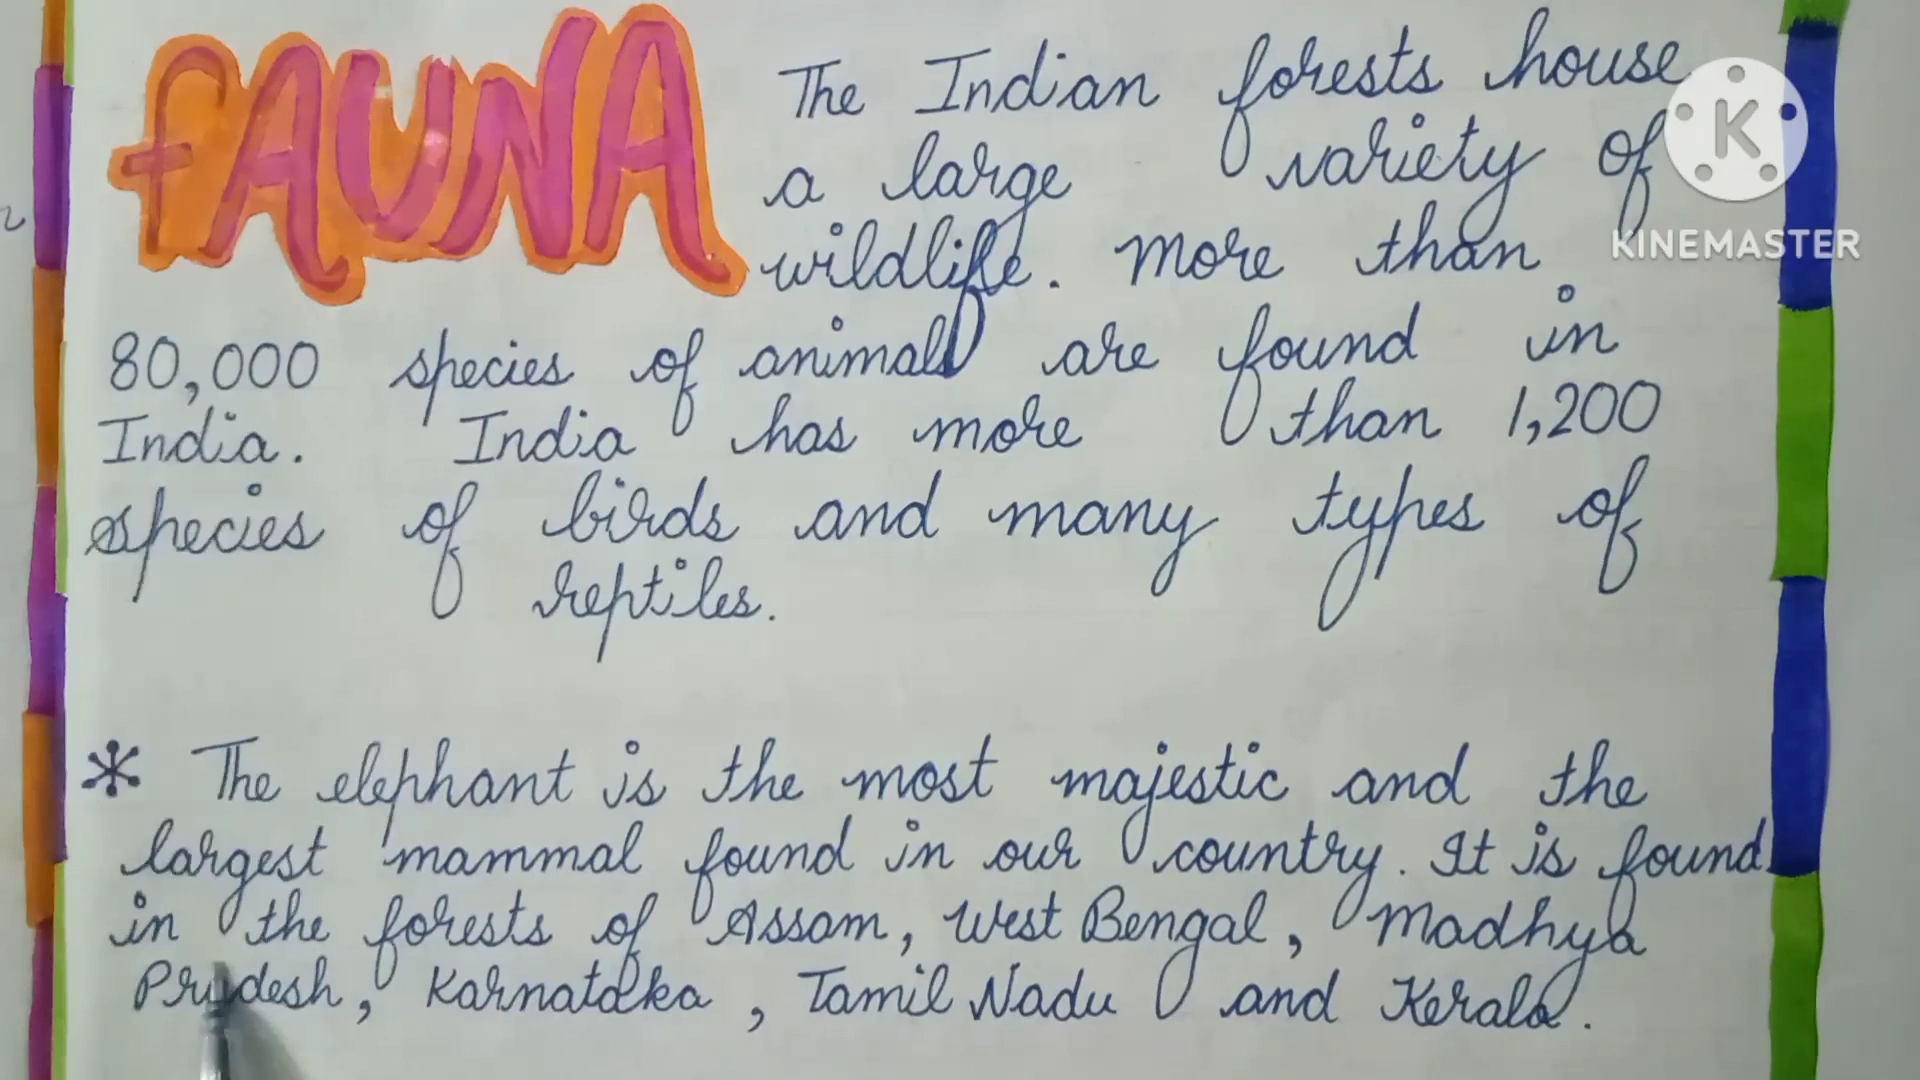 FAUNA
The Indian forests house
a large variety of
wildlife. More than
80,000 species of animals are found in
India. India has more than 1,200
species of birds and many types of
reptiles.
* The elephant is the most majestic and the
largest mammal found in our country. It is found
in the forests of Assam, West Bengal, Madhya
Pradesh, Karnataka, Tamil Nadu and Kerala.
K
KINEMASTER